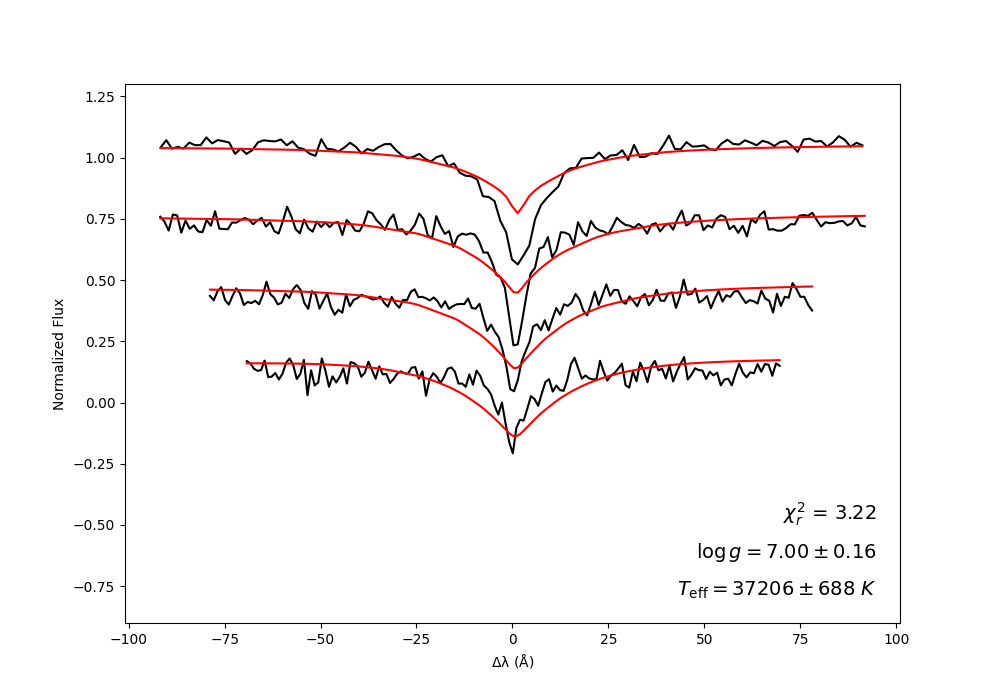 1.25
1.00
0.75
0.50
0.25
0.00
−0.25
−0.50
−0.75
Normalized Flux
χ²ᵣ = 3.22
log g = 7.00 ± 0.16
T_eff = 37206 ± 688 K
−100 −75 −50 −25 0 25 50 75 100
Δλ (Å)